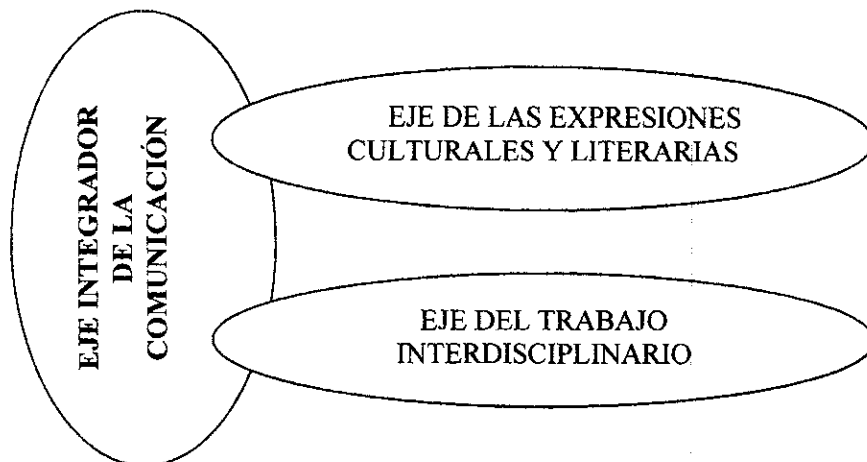 EJE INTEGRADOR
DE LA
COMUNICACIÓN
EJE DE LAS EXPRESIONES
CULTURALES Y LITERARIAS
EJE DEL TRABAJO
INTERDISCIPLINARIO